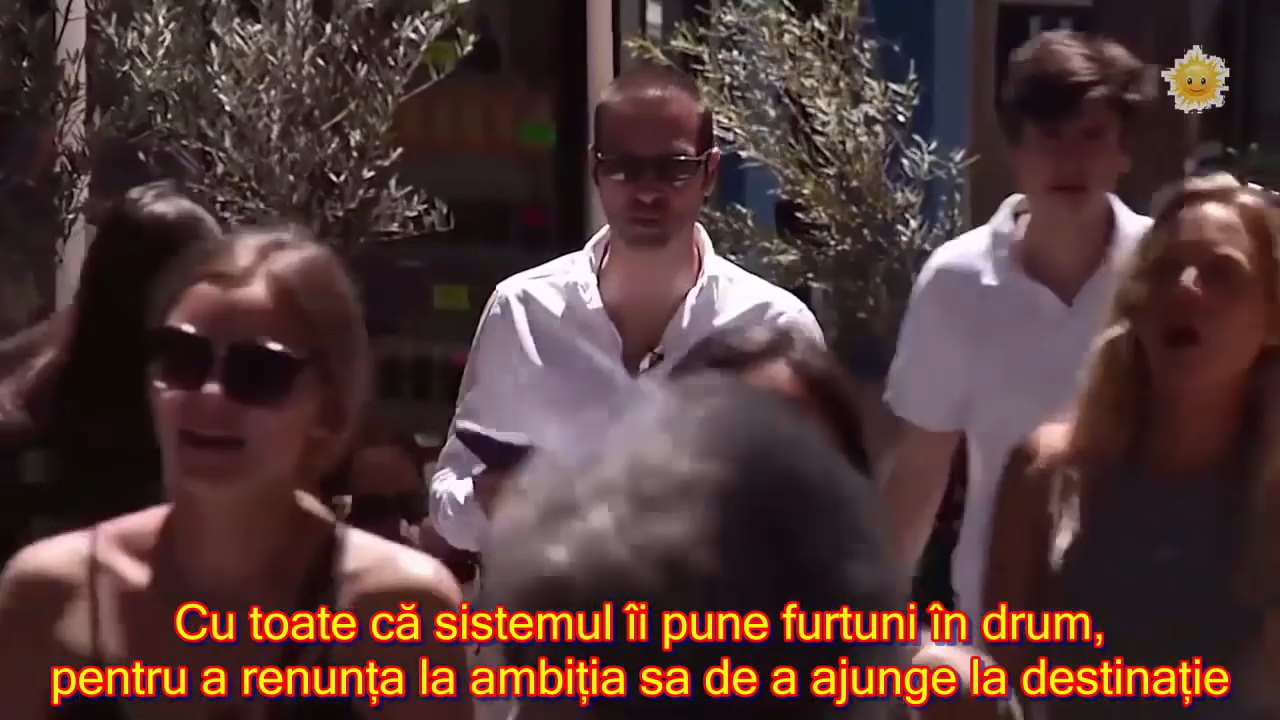 Cu toate că sistemul îi pune furtuni în drum,
pentru a renunța la ambiția sa de a ajunge la destinație